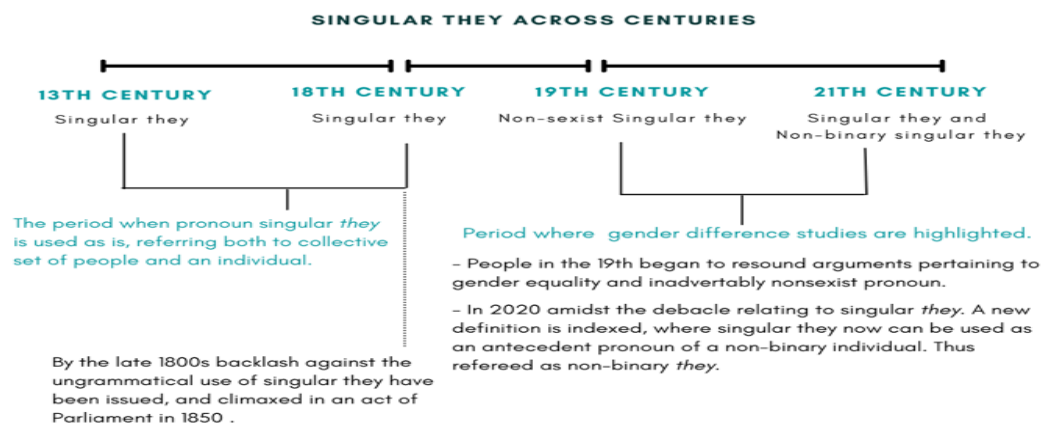 SINGULAR THEY ACROSS CENTURIES
13TH CENTURY
Singular they
18TH CENTURY
Singular they
19TH CENTURY
Non-sexist Singular they
21TH CENTURY
Singular they and
Non-binary singular they
The period when pronoun singular they
is used as is, referring both to collective
set of people and an individual.
By the late 1800s backlash against the
ungrammatical use of singular they have
been issued, and climaxed in an act of
Parliament in 1850 .
Period where gender difference studies are highlighted.
- People in the 19th began to resound arguments pertaining to
gender equality and inadvertably nonsexist pronoun.
- In 2020 amidst the debacle relating to singular they. A new
definition is indexed, where singular they now can be used as
an antecedent pronoun of a non-binary individual. Thus
refereed as non-binary they.